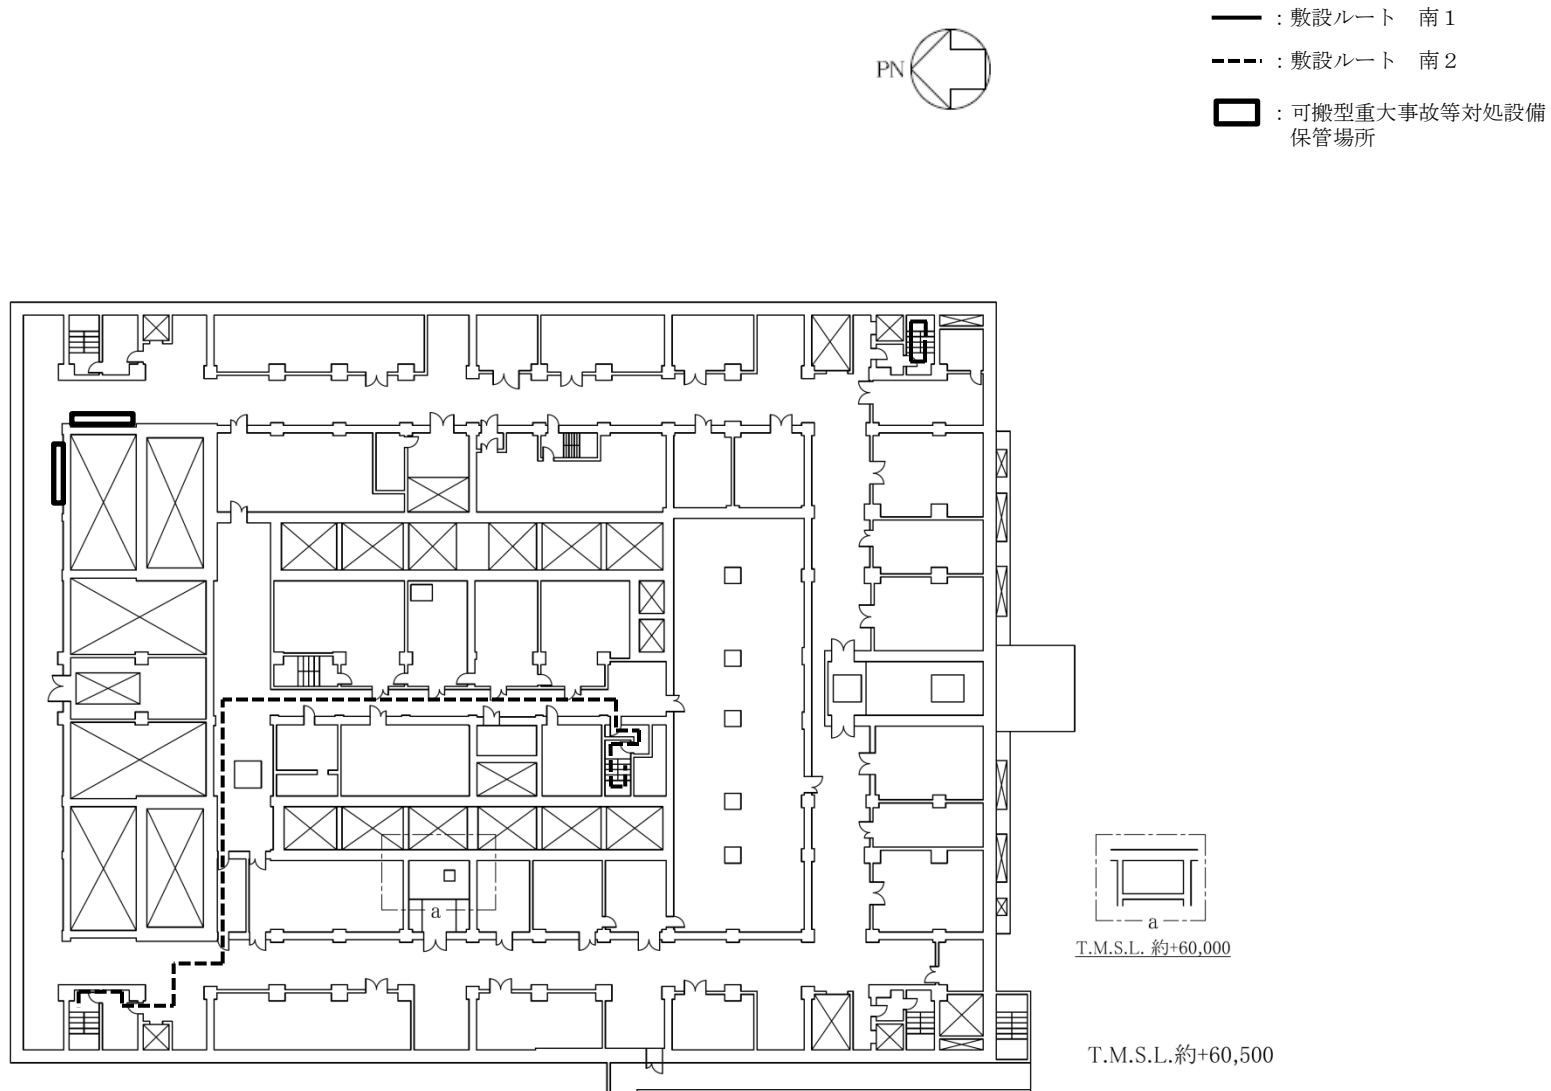 ：敷設ルート　南１
：敷設ルート　南２
：可搬型重大事故等対処設備
保管場所
PN
a
a
T.M.S.L. 約+60,000
T.M.S.L.約+60,500